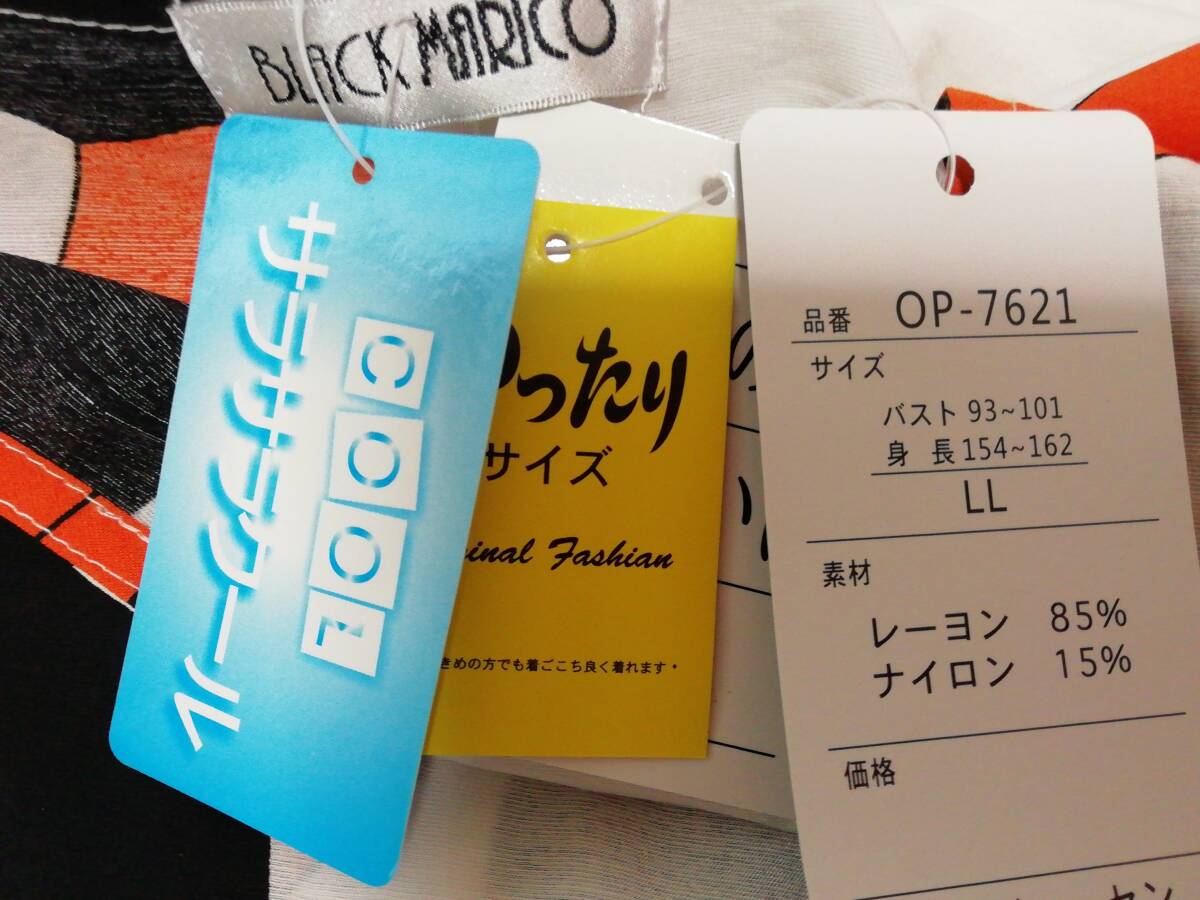 BLACK MARICO
サラサラクール
COOL
ったり
サイズ
Fashian
きめの方でも着ごこち良く着れます・
の
品番 OP-7621
サイズ
バスト 93~101
身 長 154~162
LL
素材
レーヨン 85%
ナイロン 15%
価格